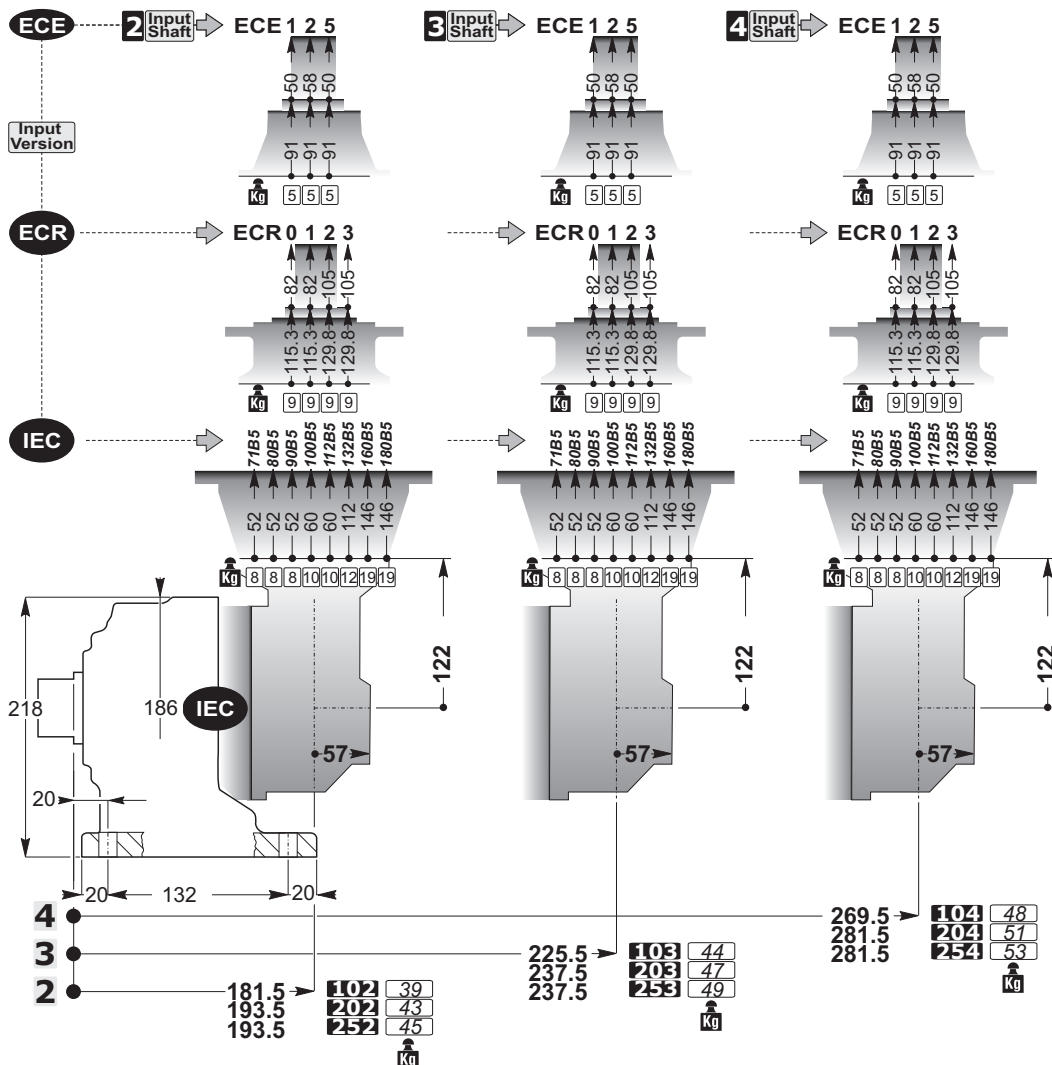 ECE 2 Input Shaft ECE 1 2 5 3 Input Shaft ECE 1 2 5 4 Input Shaft ECE 1 2 5
50 58 50 50 58 50 50 58 50
Input Version
91 91 91 91 91 91 91 91 91
Kg 5 5 5 Kg 5 5 5 Kg 5 5 5
ECR ECR 0 1 2 3 ECR 0 1 2 3 ECR 0 1 2 3
82 82 105 105 82 82 105 105 82 82 105 105
115.3 115.3 129.8 129.8 115.3 115.3 129.8 129.8 115.3 115.3 129.8 129.8
Kg 9 9 9 9 Kg 9 9 9 9 Kg 9 9 9 9
IEC 71B5 80B5 90B5 100B5 112B5 132B5 160B5 180B5 71B5 80B5 90B5 100B5 112B5 132B5 160B5 180B5 71B5 80B5 90B5 100B5 112B5 132B5 160B5 180B5
52 52 52 60 60 112 146 146 52 52 52 60 60 112 146 146 52 52 52 60 60 112 146 146
Kg 8 8 8 10 10 12 19 19 Kg 8 8 8 10 10 12 19 19 Kg 8 8 8 10 10 12 19 19
122 122 122
218 186 IEC
57 57 57
20
20 132 20
4 269.5 104 48
281.5 204 51
281.5 254 53
Kg
3 225.5 103 44
237.5 203 47
237.5 253 49
Kg
2 181.5 102 39
193.5 202 43
193.5 252 45
Kg